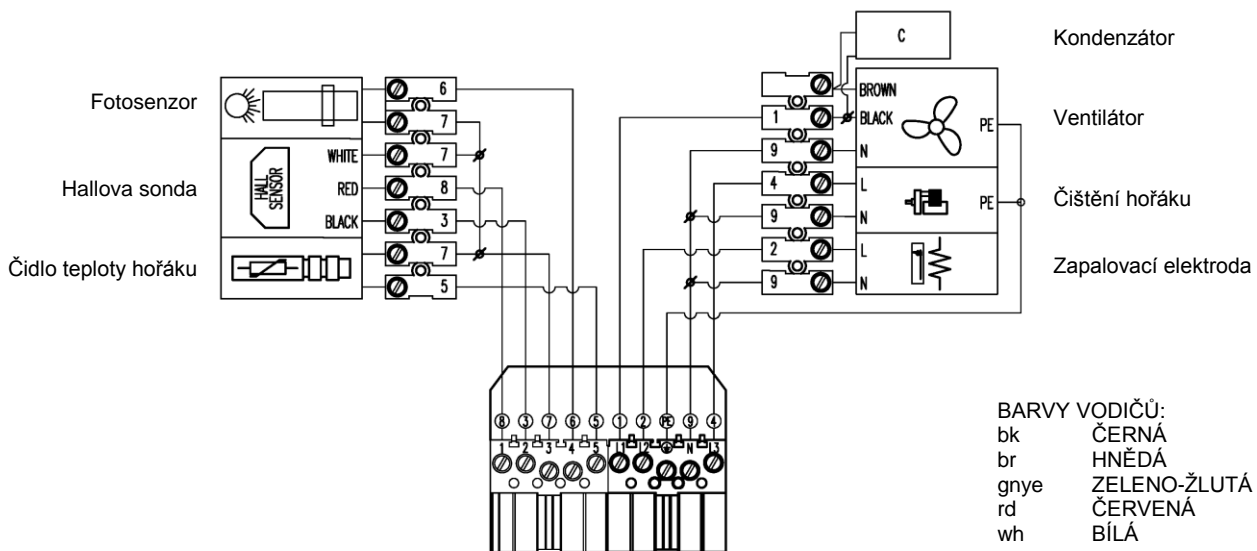 C
Kondenzátor
Fotosenzor
6
BROWN
7
1
BLACK
PE
Ventilátor
WHITE
7
9
N
Hallova sonda
HALL
SENSOR
RED
8
4
L
Čištění hořáku
PE
BLACK
3
9
N
Čidlo teploty hořáku
7
2
L
Zapalovací elektroda
5
9
N
8 3 7 6 5 1 2 PE 9 4
1 2 3 4 5 L1 L2 N L3
BARVY VODIČŮ:
bk ČERNÁ
br HNĚDÁ
gnye ZELENO-ŽLUTÁ
rd ČERVENÁ
wh BÍLÁ